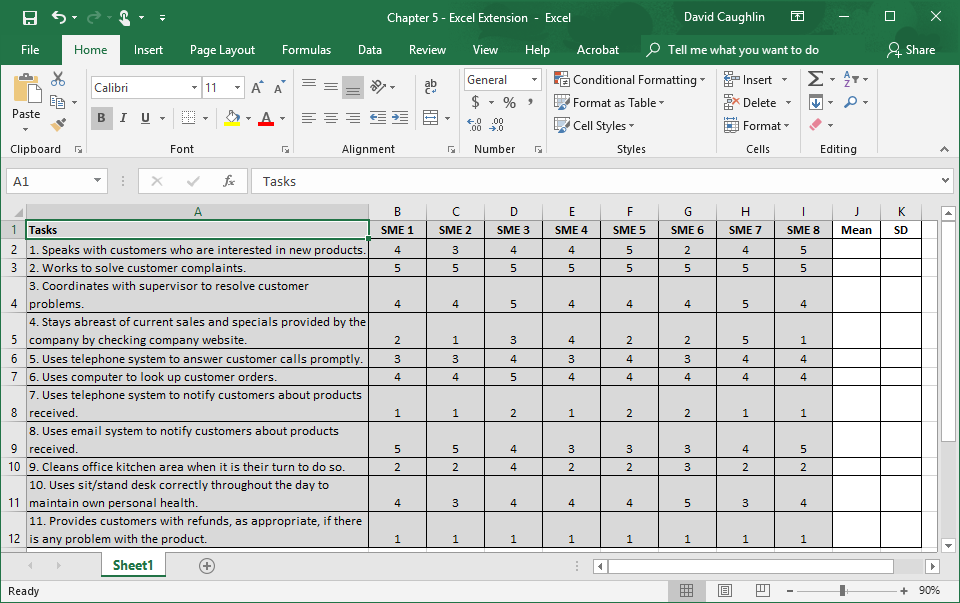 Chapter 5 - Excel Extension - Excel David Caughlin
File Home Insert Page Layout Formulas Data Review View Help Acrobat Tell me what you want to do Share
Calibri 11 ab General Conditional Formatting Insert Σ A Z
Paste $ % , Format as Table Delete
B I U A .0 .00 .00 .0 Cell Styles Format
Clipboard Font Alignment Number Styles Cells Editing
A1 fx Tasks
A B C D E F G H I J K
1 Tasks SME 1 SME 2 SME 3 SME 4 SME 5 SME 6 SME 7 SME 8 Mean SD
2 1. Speaks with customers who are interested in new products. 4 3 4 4 5 2 4 5
3 2. Works to solve customer complaints. 5 5 5 5 5 5 5 5
3. Coordinates with supervisor to resolve customer
4 problems. 4 4 5 4 4 4 5 4
4. Stays abreast of current sales and specials provided by the
5 company by checking company website. 2 1 3 4 2 2 5 1
6 5. Uses telephone system to answer customer calls promptly. 3 3 4 3 4 3 4 4
7 6. Uses computer to look up customer orders. 4 4 5 4 4 4 4 4
7. Uses telephone system to notify customers about products
8 received. 1 1 2 1 2 2 1 1
8. Uses email system to notify customers about products
9 received. 5 5 4 3 3 3 4 5
10 9. Cleans office kitchen area when it is their turn to do so. 2 2 4 2 2 3 2 2
10. Uses sit/stand desk correctly throughout the day to
11 maintain own personal health. 4 3 4 4 4 5 3 4
11. Provides customers with refunds, as appropriate, if there
12 is any problem with the product. 1 1 1 1 1 1 1 1
Sheet1
Ready 90%